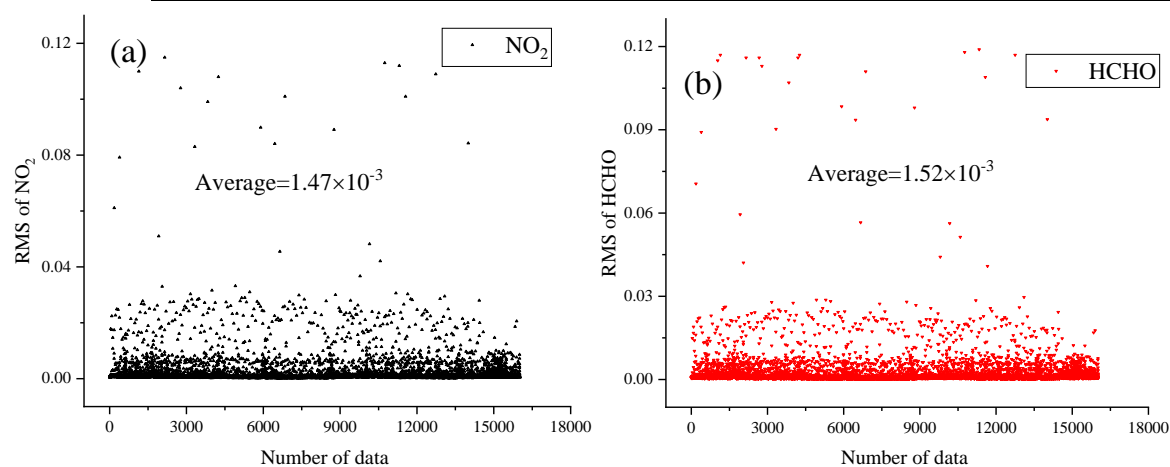 (a)
NO₂
Average=1.47×10⁻³
RMS of NO₂
0.12
0.08
0.04
0.00
0
3000
6000
9000
12000
15000
18000
Number of data
(b)
HCHO
Average=1.52×10⁻³
RMS of HCHO
0.12
0.09
0.06
0.03
0.00
0
3000
6000
9000
12000
15000
18000
Number of data